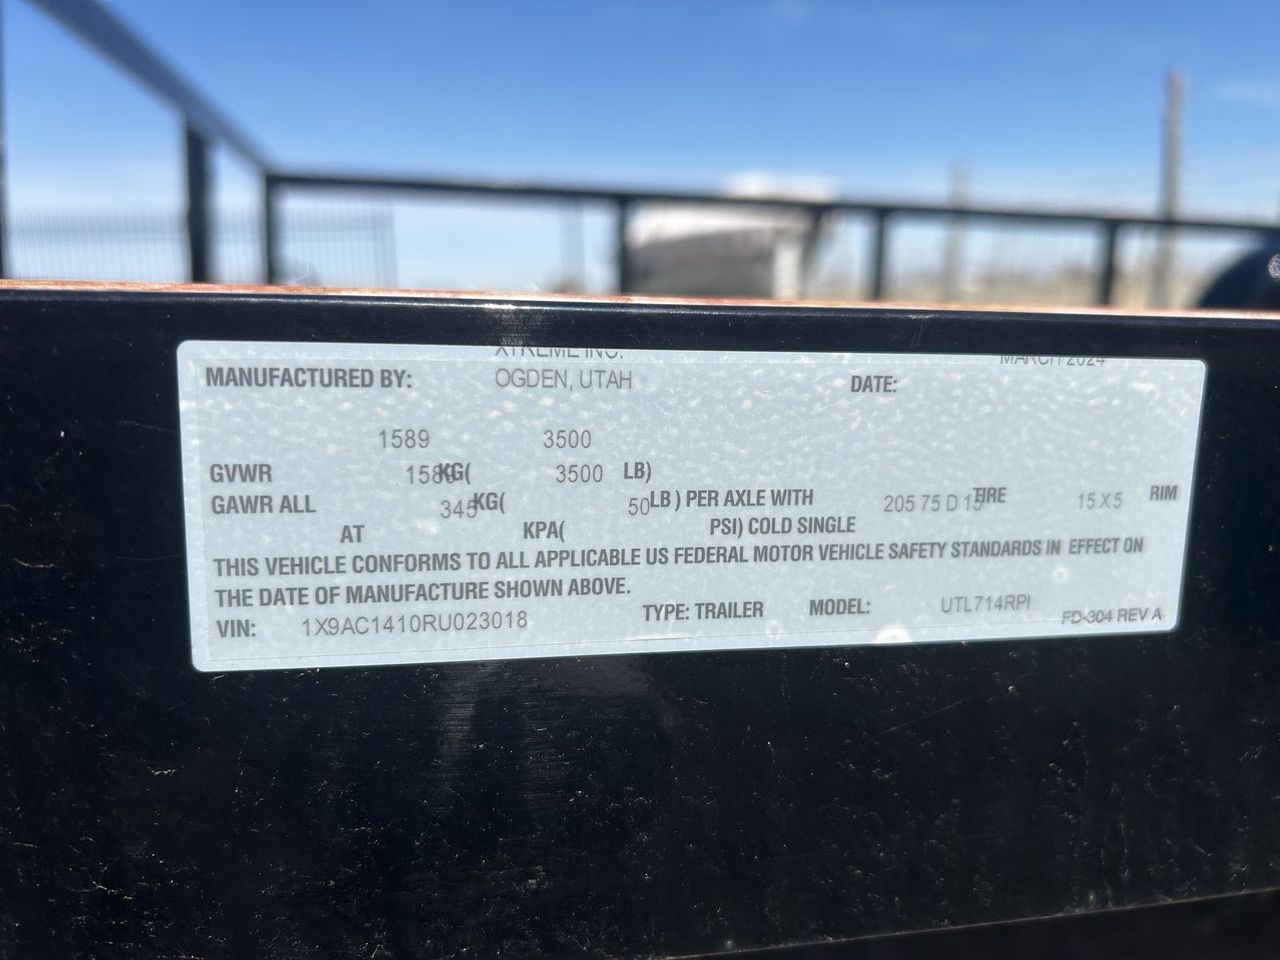 XTREME INC. MARCH 2024
MANUFACTURED BY: OGDEN, UTAH DATE:
1589 3500
GVWR 1589 KG( 3500 LB)
GAWR ALL 345 KG( 50 LB ) PER AXLE WITH 205 75 D 15 TIRE 15 X 5 RIM
AT KPA( PSI) COLD SINGLE
THIS VEHICLE CONFORMS TO ALL APPLICABLE US FEDERAL MOTOR VEHICLE SAFETY STANDARDS IN EFFECT ON
THE DATE OF MANUFACTURE SHOWN ABOVE.
VIN: 1X9AC1410RU023018 TYPE: TRAILER MODEL: UTL714RPI
FD-304 REV A